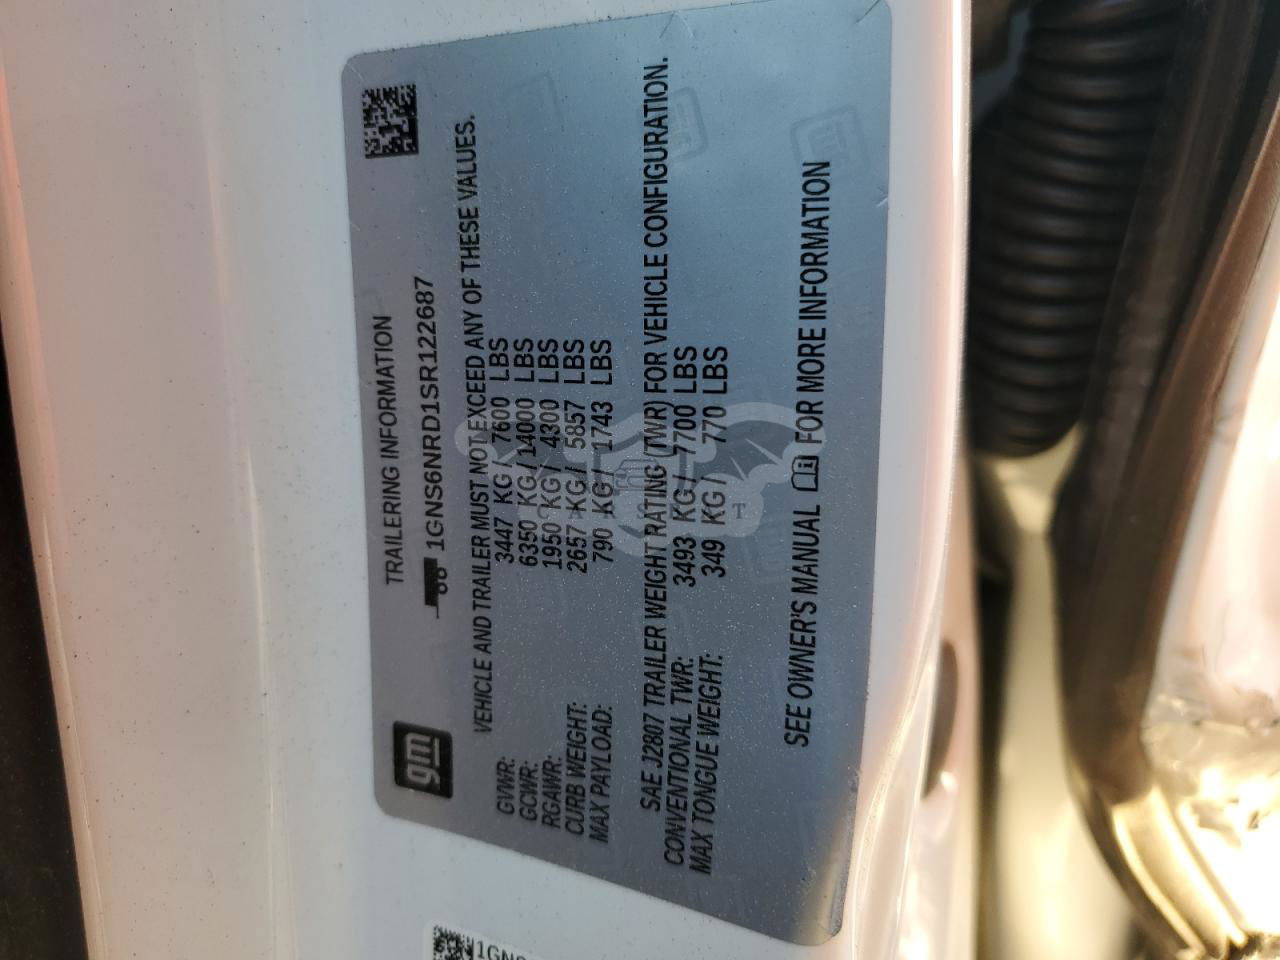 gm
TRAILERING INFORMATION
1GNS6NRD1SR122687
VEHICLE AND TRAILER MUST NOT EXCEED ANY OF THESE VALUES.
GVWR: 3447 KG / 7600 LBS
GCWR: 6350 KG / 14000 LBS
RGAWR: 1950 KG / 4300 LBS
CURB WEIGHT: 2657 KG / 5857 LBS
MAX PAYLOAD: 790 KG / 1743 LBS
SAE J2807 TRAILER WEIGHT RATING (TWR) FOR VEHICLE CONFIGURATION.
CONVENTIONAL TWR: 3493 KG / 7700 LBS
MAX TONGUE WEIGHT: 349 KG / 770 LBS
SEE OWNER'S MANUAL FOR MORE INFORMATION